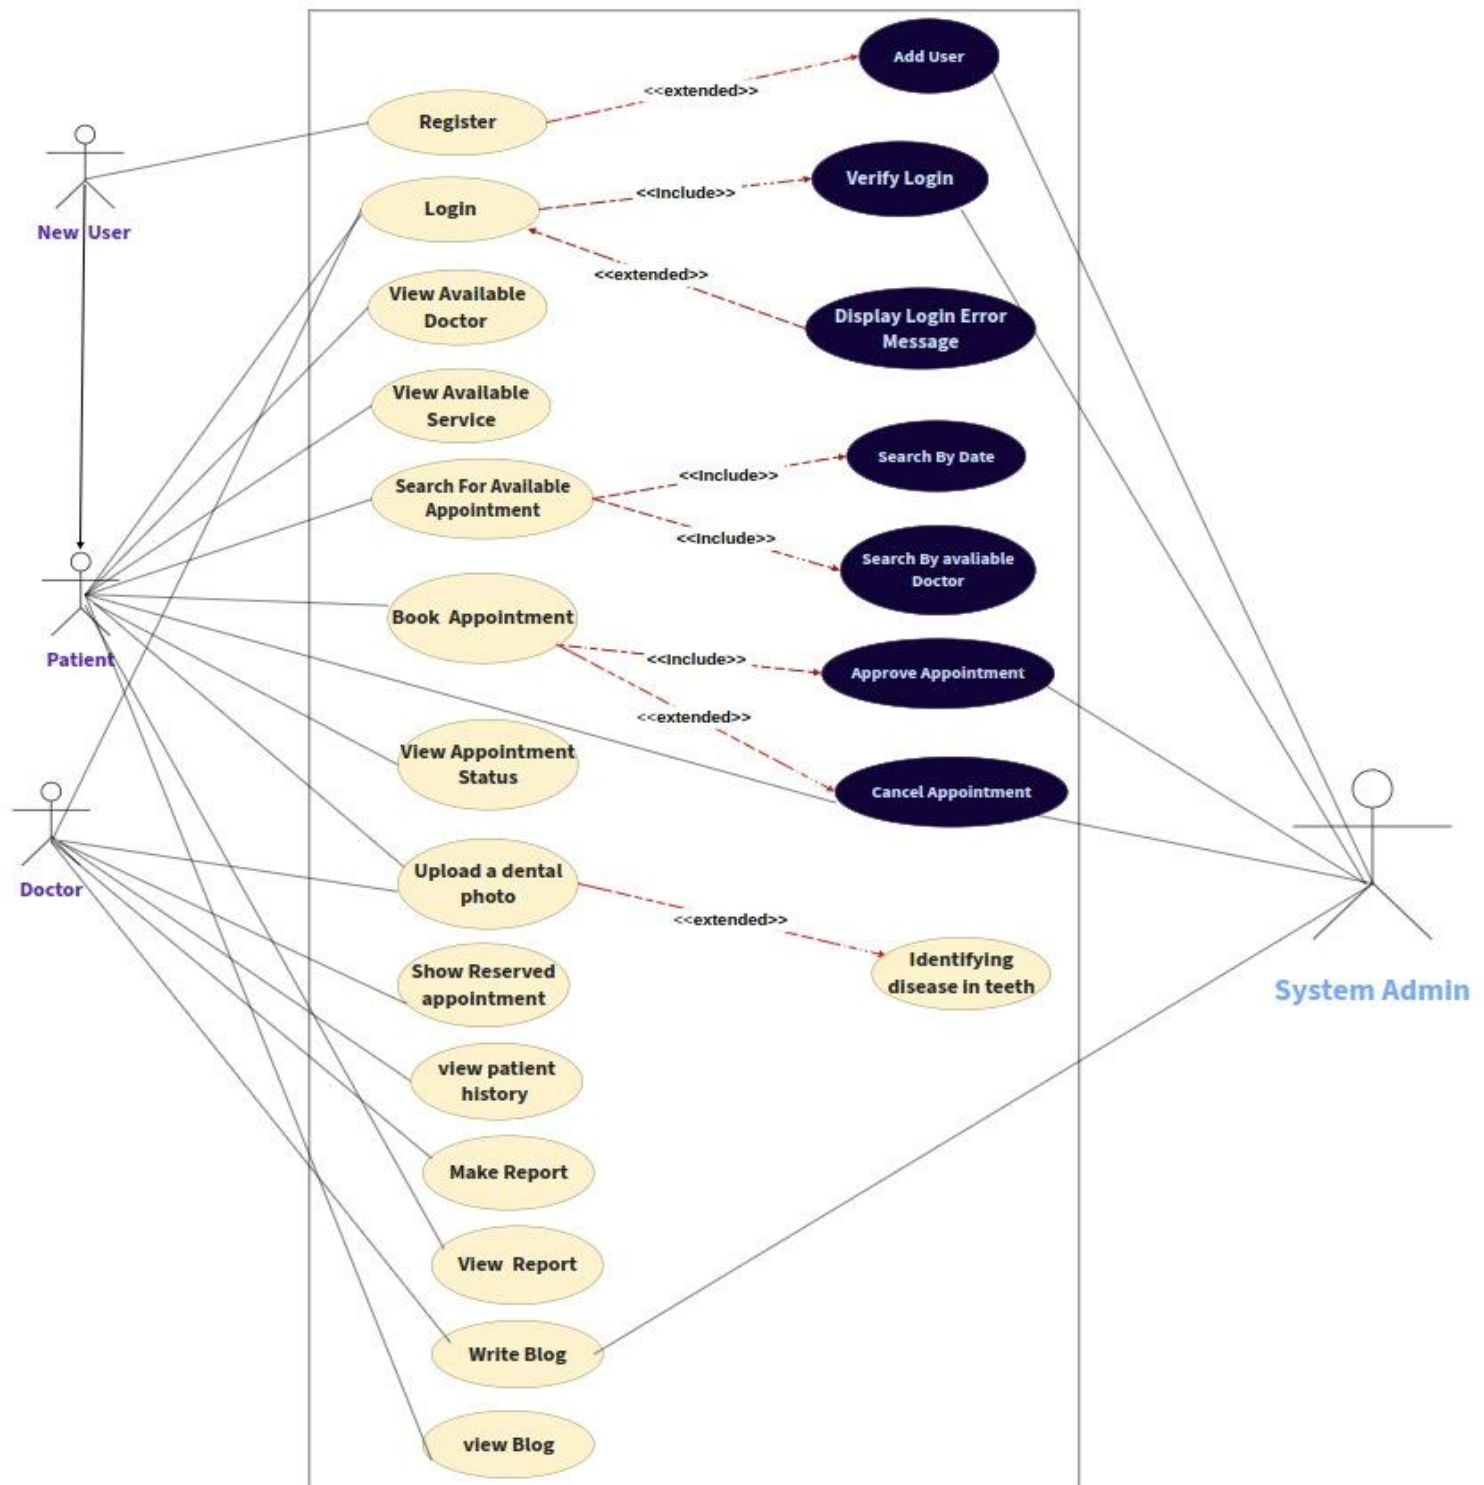 Add User
<<extended>>
Register
Verify Login
<<Include>>
Login
New  User
<<extended>>
View Available
Doctor
Display Login Error
Message
View Available
Service
Search By Date
<<Include>>
Search For Available
Appointment
<<Include>>
Search By avaliable
Doctor
Book  Appointment
<<Include>>
Patient
Approve Appointment
<<extended>>
View Appointment
Status
Cancel Appointment
Upload a dental
photo
Doctor
<<extended>>
Identifying
disease in teeth
Show Reserved
appointment
System Admin
view patient
history
Make Report
View  Report
Write Blog
view Blog